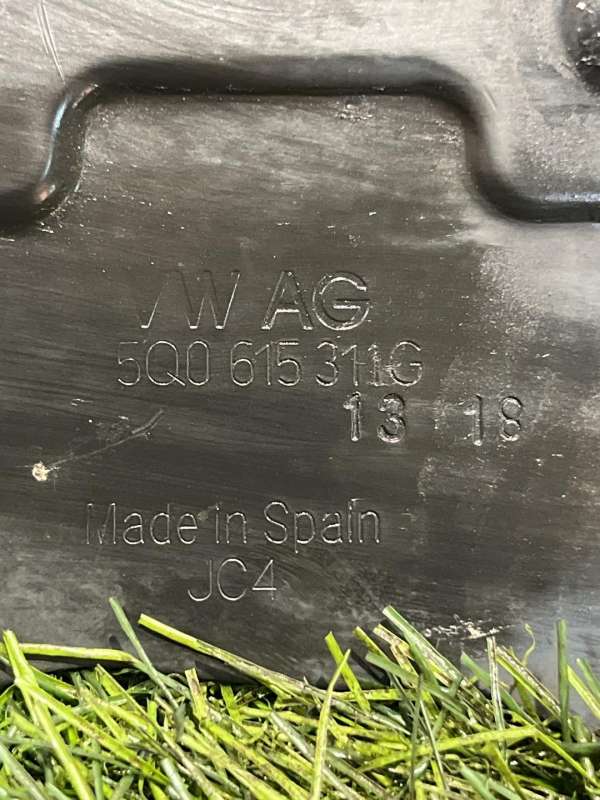 VW AG
5Q0 615 311G
13 18
Made in Spain
JC4